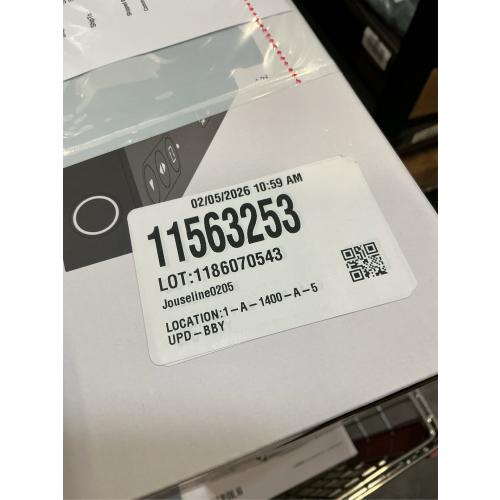 02/05/2026 10:59 AM
11563253
LOT:1186070543
Jouseline0205
LOCATION:1-A-1400-A-5
UPD-BBY